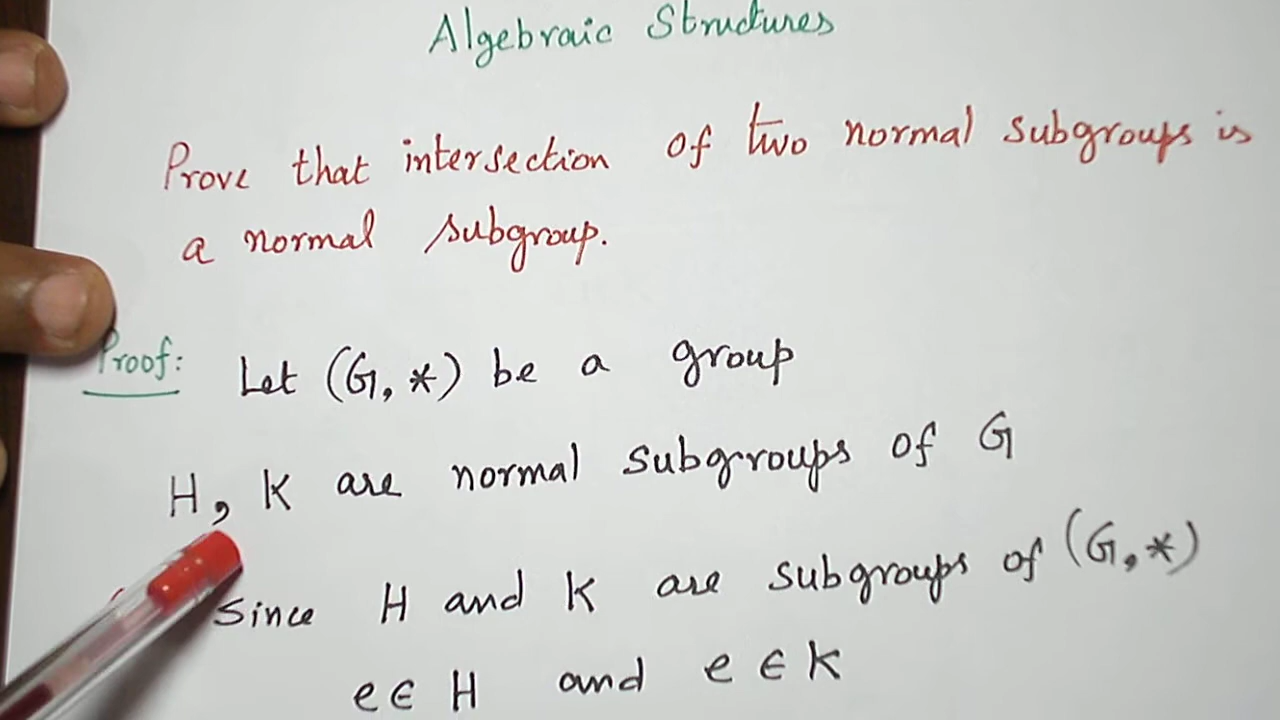 Algebraic Structures
Prove that intersection of two normal subgroups is
a normal subgroup.
Proof: Let (G, *) be a group
H, K are normal subgroups of G
Since H and K are subgroups of (G, *)
e ∈ H and e ∈ K